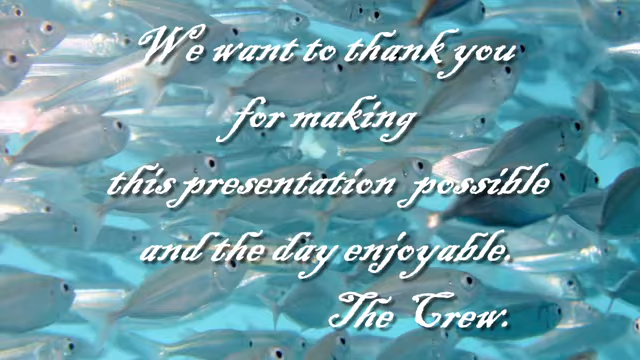 We want to thank you
for making
this presentation possible
and the day enjoyable.
The Crew.